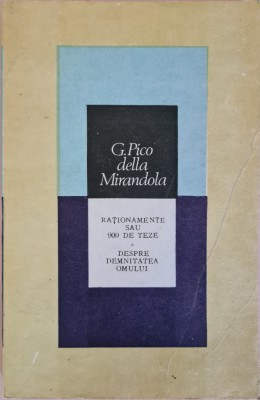 G. Pico
della
Mirandola
RAȚIONAMENTE
SAU
900 DE TEZE
*
DESPRE
DEMNITATEA
OMULUI